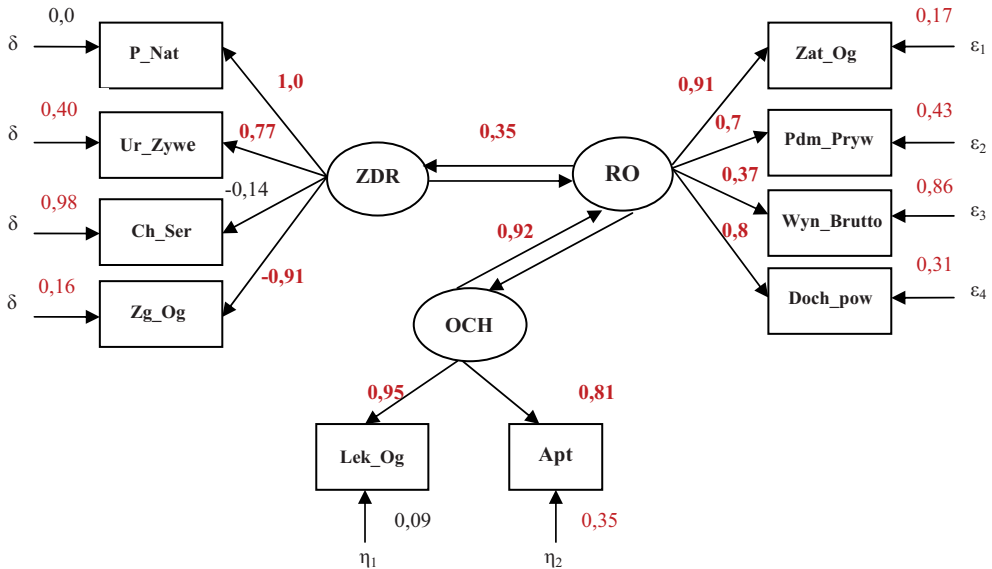 0,0
δ
P_Nat
1,0
0,40
δ
Ur_Zywe
0,77
0,98
δ
Ch_Ser
-0,14
0,16
δ
Zg_Og
-0,91
ZDR
0,35
RO
0,92
OCH
0,95
0,81
Lek_Og
Apt
0,09
0,35
η1
η2
0,91
Zat_Og
0,17
ε1
0,7
Pdm_Pryw
0,43
ε2
0,37
Wyn_Brutto
0,86
ε3
0,8
Doch_pow
0,31
ε4